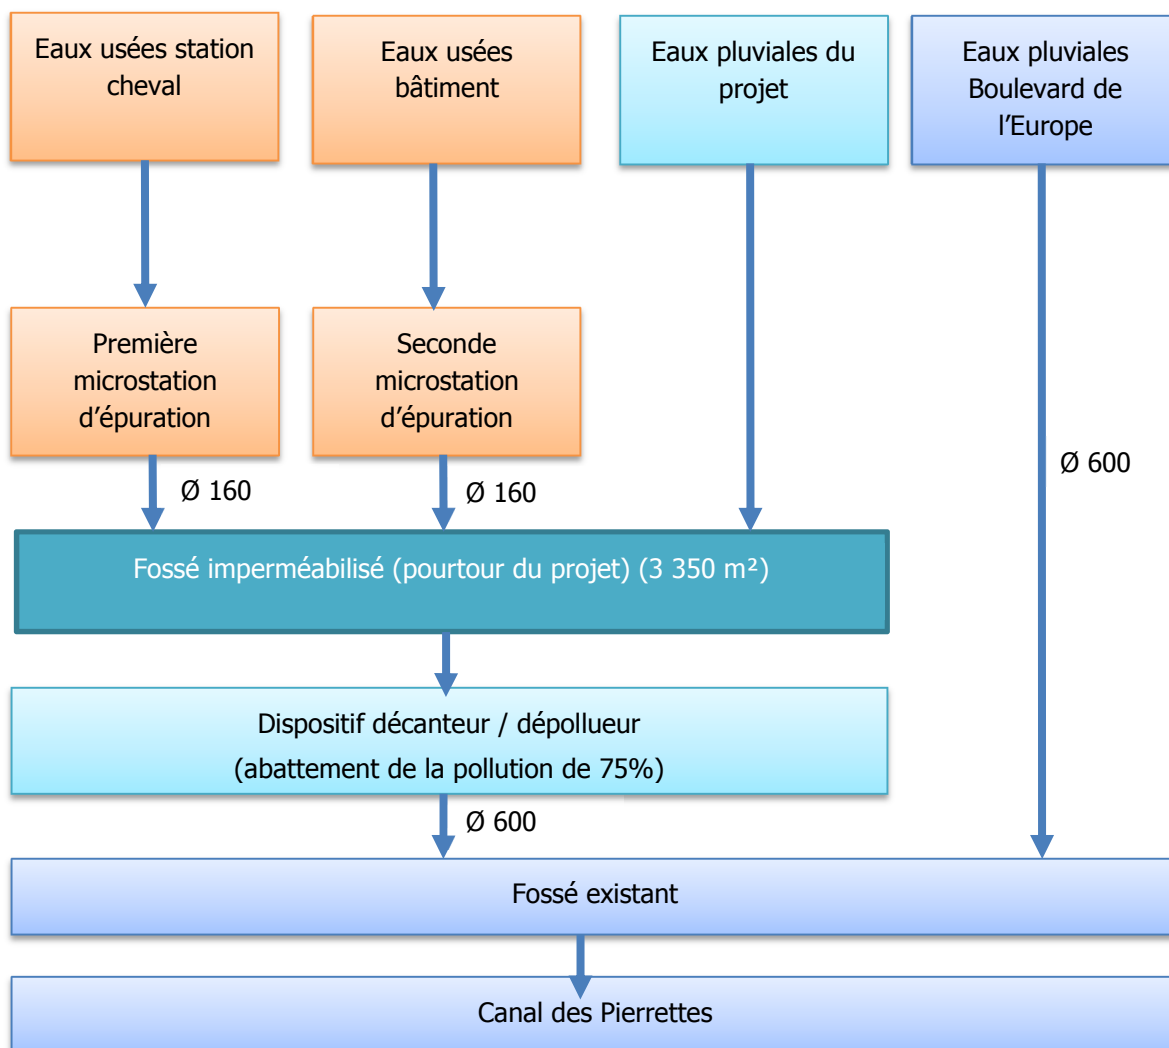 Eaux usées station
cheval
Eaux usées
bâtiment
Eaux pluviales du
projet
Eaux pluviales
Boulevard de
l’Europe
Première
microstation
d’épuration
Seconde
microstation
d’épuration
Ø 600
Ø 160
Ø 160
Fossé imperméabilisé (pourtour du projet) (3 350 m²)
Dispositif décanteur / dépollueur
(abattement de la pollution de 75%)
Ø 600
Fossé existant
Canal des Pierrettes